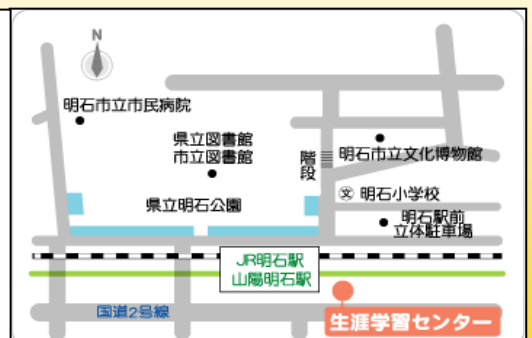 N
明石市立市民病院
県立図書館
市立図書館
階段
明石市立文化博物館
県立明石公園
文 明石小学校
明石駅前
立体駐車場
JR明石駅
山陽明石駅
国道2号線
生涯学習センター